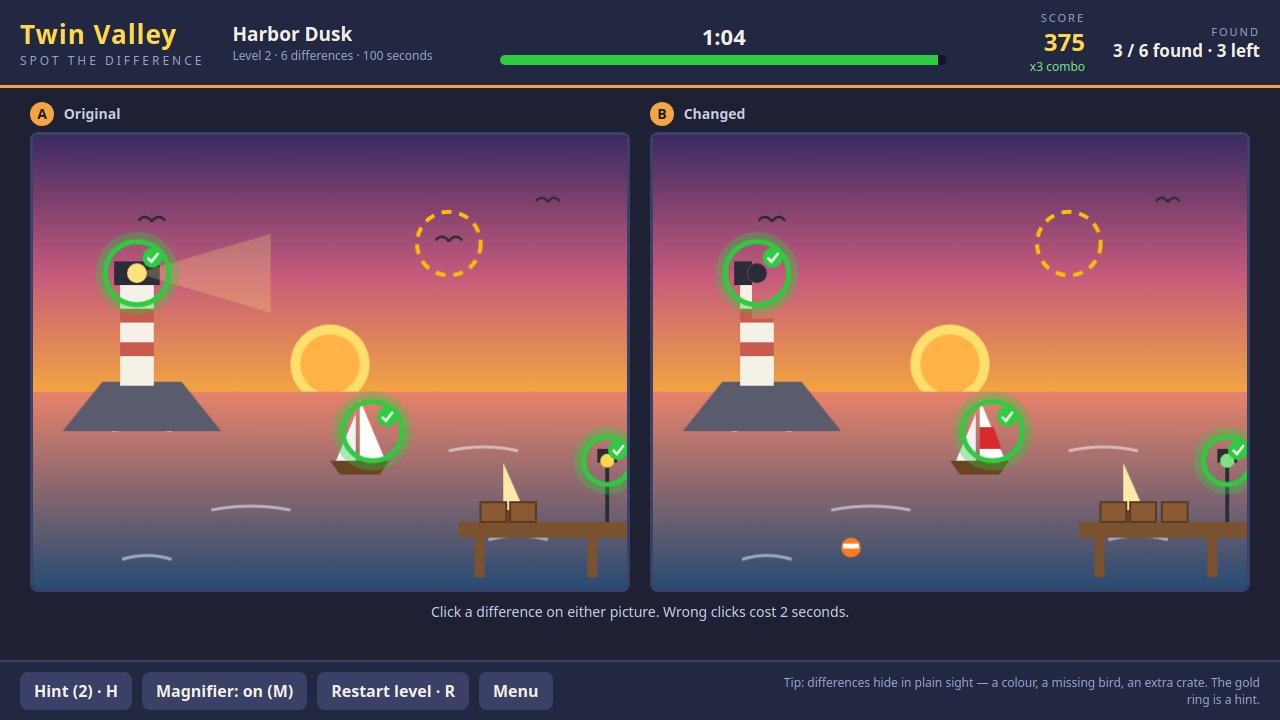 Twin Valley
SPOT THE DIFFERENCE
Harbor Dusk
Level 2 · 6 differences · 100 seconds
1:04
SCORE
375
x3 combo
FOUND
3 / 6 found · 3 left
A Original
B Changed
Click a difference on either picture. Wrong clicks cost 2 seconds.
Hint (2) · H
Magnifier: on (M)
Restart level · R
Menu
Tip: differences hide in plain sight — a colour, a missing bird, an extra crate. The gold
ring is a hint.